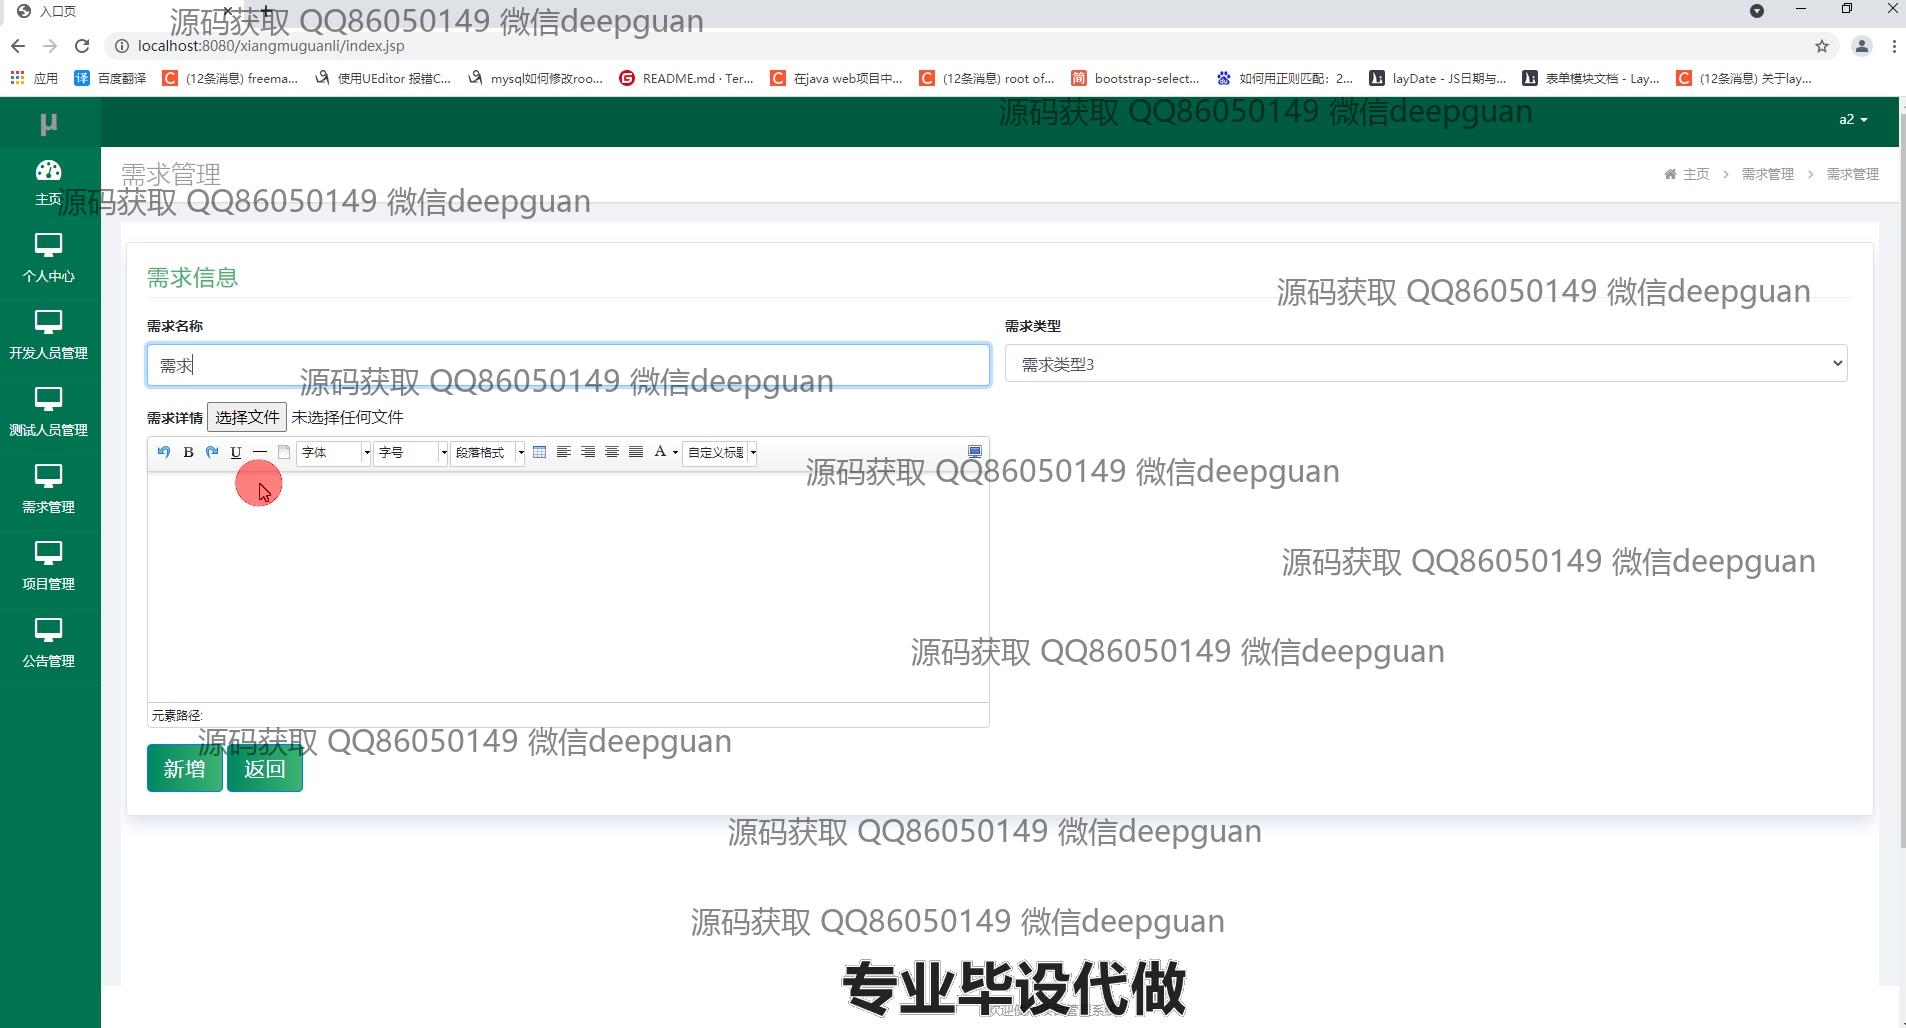 入口页
源码获取 QQ86050149 微信deepguan
localhost:8080/xiangmuguanli/index.jsp
应用 百度翻译 (12条消息) freema... 使用UEditor 报错C... mysql如何修改roo... README.md · Ter... 在java web项目中... (12条消息) root of... bootstrap-select... 如何用正则匹配：2... layDate - JS日期与... 表单模块文档 - Lay... (12条消息) 关于lay...
源码获取 QQ86050149 微信deepguan
μ
a2
需求管理
主页 > 需求管理 > 需求管理
主页
源码获取 QQ86050149 微信deepguan
个人中心
开发人员管理
测试人员管理
需求管理
项目管理
公告管理
需求信息
源码获取 QQ86050149 微信deepguan
需求名称
需求类型
需求
需求类型3
源码获取 QQ86050149 微信deepguan
需求详情 选择文件 未选择任何文件
B U 字体 字号 段落格式 A 自定义标题
源码获取 QQ86050149 微信deepguan
源码获取 QQ86050149 微信deepguan
源码获取 QQ86050149 微信deepguan
元素路径:
源码获取 QQ86050149 微信deepguan
新增 返回
源码获取 QQ86050149 微信deepguan
源码获取 QQ86050149 微信deepguan
专业毕设代做